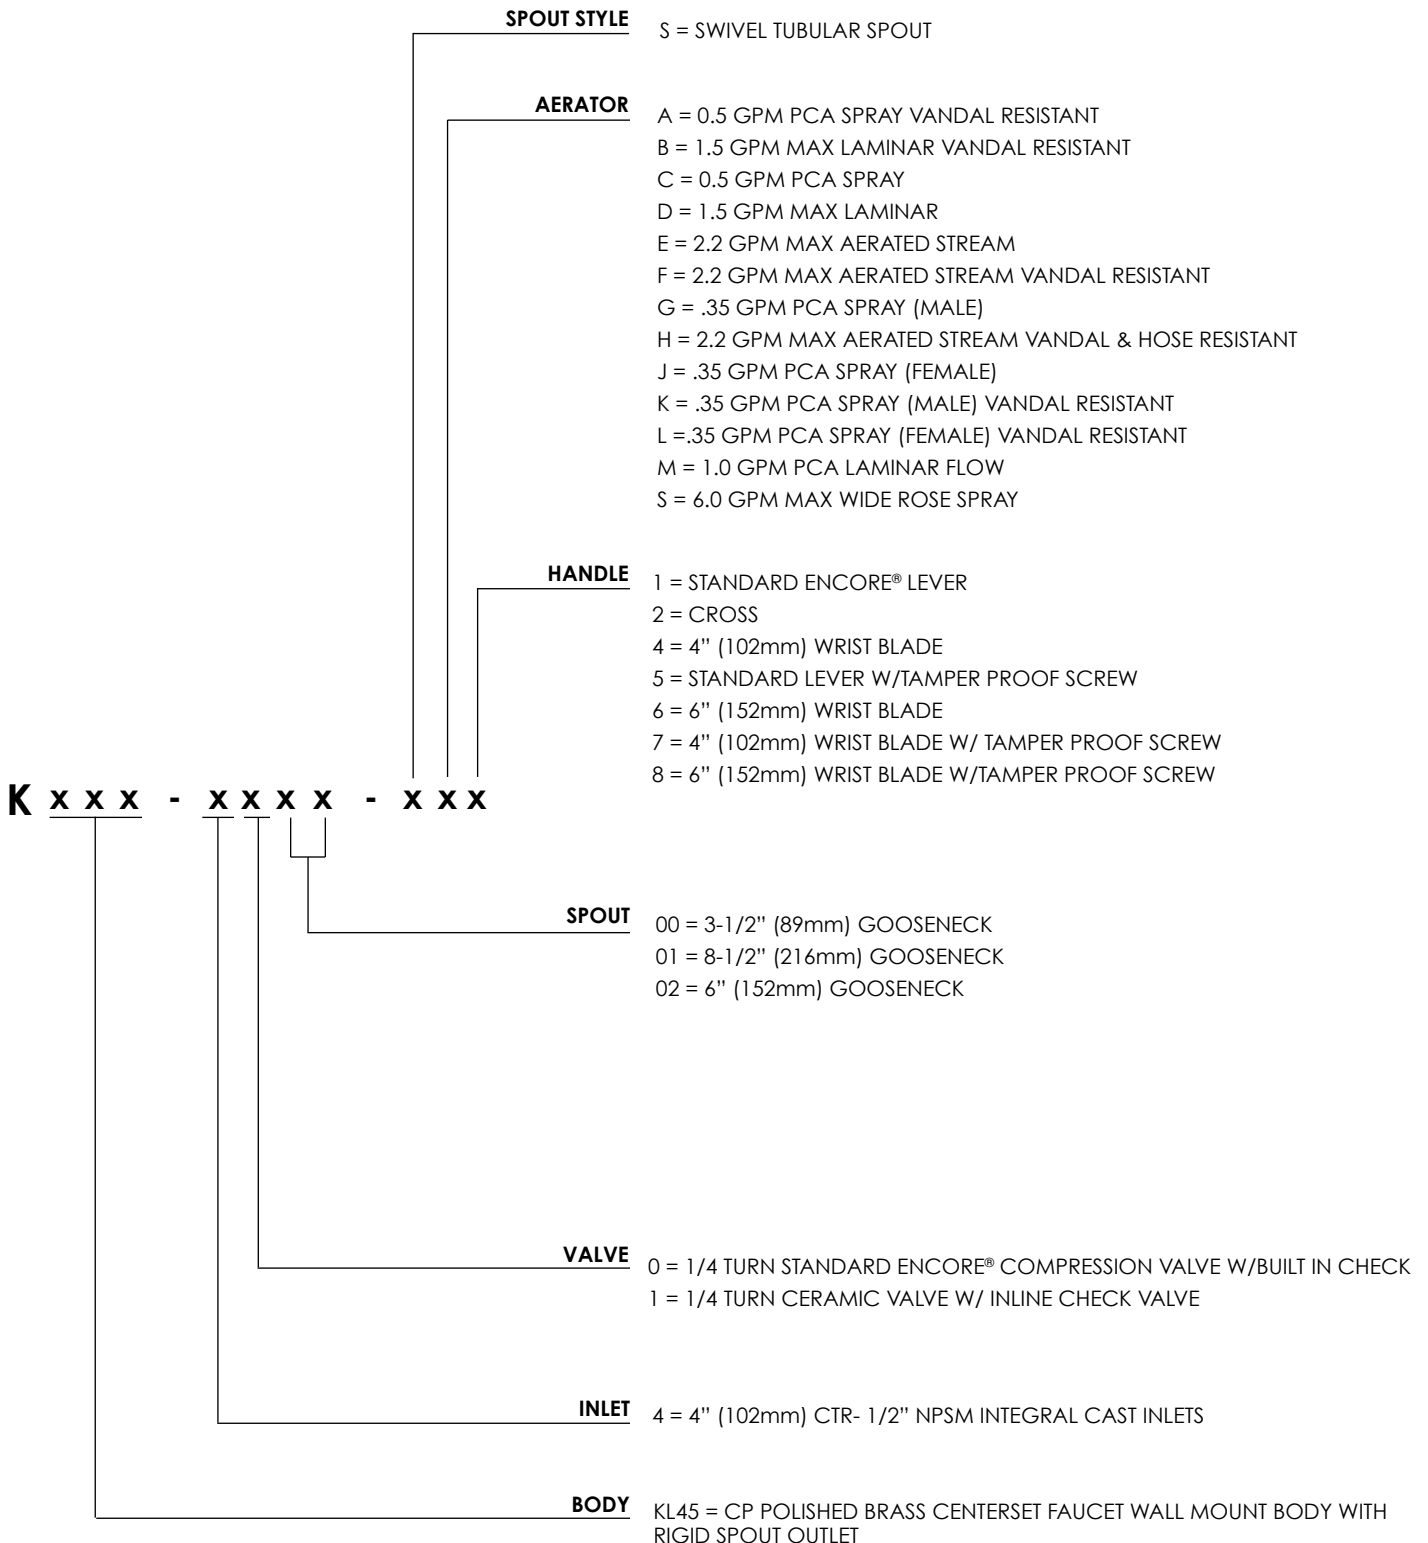 SPOUT STYLE
S = SWIVEL TUBULAR SPOUT
AERATOR
A = 0.5 GPM PCA SPRAY VANDAL RESISTANT
B = 1.5 GPM MAX LAMINAR VANDAL RESISTANT
C = 0.5 GPM PCA SPRAY
D = 1.5 GPM MAX LAMINAR
E = 2.2 GPM MAX AERATED STREAM
F = 2.2 GPM MAX AERATED STREAM VANDAL RESISTANT
G = .35 GPM PCA SPRAY (MALE)
H = 2.2 GPM MAX AERATED STREAM VANDAL & HOSE RESISTANT
J = .35 GPM PCA SPRAY (FEMALE)
K = .35 GPM PCA SPRAY (MALE) VANDAL RESISTANT
L =.35 GPM PCA SPRAY (FEMALE) VANDAL RESISTANT
M = 1.0 GPM PCA LAMINAR FLOW
S = 6.0 GPM MAX WIDE ROSE SPRAY
HANDLE
1 = STANDARD ENCORE® LEVER
2 = CROSS
4 = 4” (102mm) WRIST BLADE
5 = STANDARD LEVER W/TAMPER PROOF SCREW
6 = 6” (152mm) WRIST BLADE
7 = 4” (102mm) WRIST BLADE W/ TAMPER PROOF SCREW
8 = 6” (152mm) WRIST BLADE W/TAMPER PROOF SCREW
K x x x - x x x x - x x x
SPOUT
00 = 3-1/2” (89mm) GOOSENECK
01 = 8-1/2” (216mm) GOOSENECK
02 = 6” (152mm) GOOSENECK
VALVE
0 = 1/4 TURN STANDARD ENCORE® COMPRESSION VALVE W/BUILT IN CHECK
1 = 1/4 TURN CERAMIC VALVE W/ INLINE CHECK VALVE
INLET
4 = 4” (102mm) CTR- 1/2” NPSM INTEGRAL CAST INLETS
BODY
KL45 = CP POLISHED BRASS CENTERSET FAUCET WALL MOUNT BODY WITH
RIGID SPOUT OUTLET